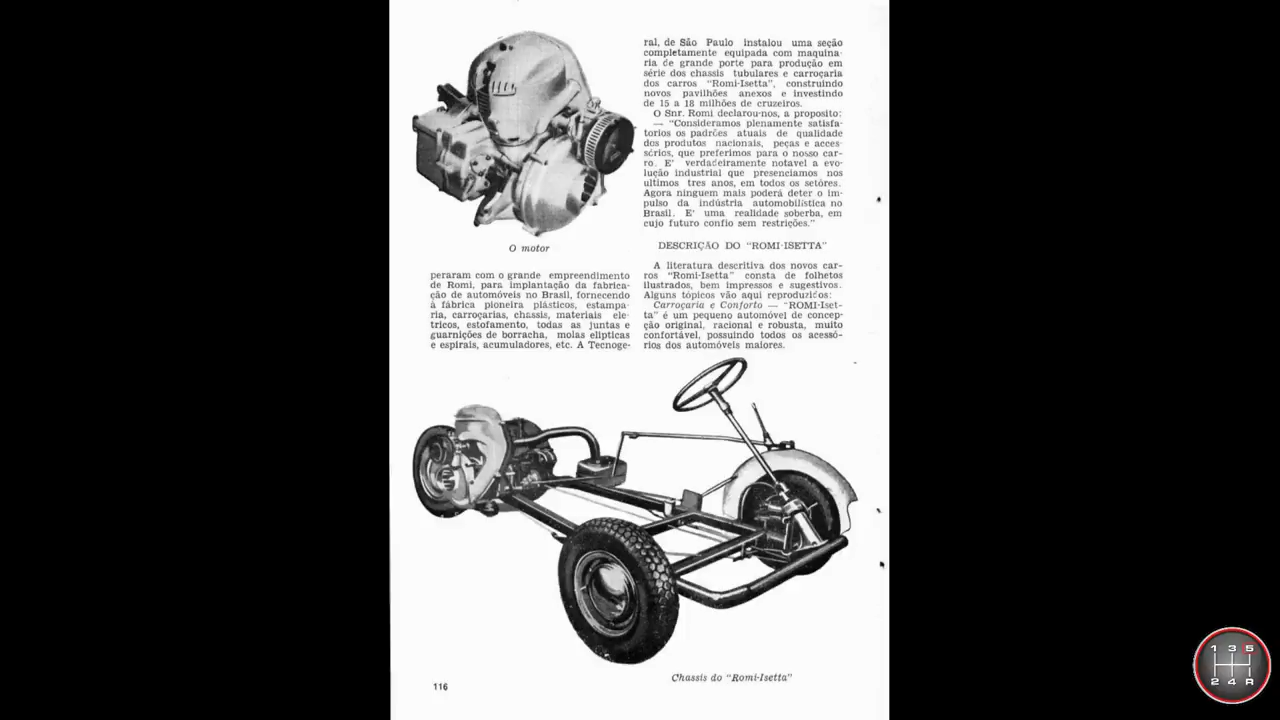 O motor
peraram com o grande empreendimento
de Romi, para implantação da fabrica-
ção de automóveis no Brasil, fornecendo
à fábrica pioneira plásticos, estampa-
ria, carroçarias, chassis, materiais ele-
tricos, estofamento, todas as juntas e
guarnições de borracha, molas elipticas
e espirais, acumuladores, etc. A Tecnoge-
ral, de São Paulo instalou uma seção
completamente equipada com maquina-
ria de grande porte para produção em
série dos chassis tubulares e carroçaria
dos carros "Romi-Isetta", construindo
novos pavilhões anexos e investindo
de 15 a 18 milhões de cruzeiros.
O Snr. Romi declarou-nos, a proposito:
— "Consideramos plenamente satisfa-
torios os padrões atuais de qualidade
dos produtos nacionais, peças e aces-
sórios, que preferimos para o nosso car-
ro. E' verdadeiramente notavel a evo-
lução industrial que presenciamos nos
ultimos tres anos, em todos os setôres.
Agora ninguem mais poderá deter o im-
pulso da indústria automobilística no
Brasil. E' uma realidade soberba, em
cujo futuro confio sem restrições."
DESCRIÇÃO DO "ROMI-ISETTA"
A literatura descritiva dos novos car-
ros "Romi-Isetta" consta de folhetos
ilustrados, bem impressos e sugestivos.
Alguns tópicos vão aqui reproduzidos:
Carroçaria e Conforto — "ROMI-Iset-
ta" é um pequeno automóvel de concep-
ção original, racional e robusta, muito
confortável, possuindo todos os acessó-
rios dos automóveis maiores.
Chassis do "Romi-Isetta"
116
1 3 5
2 4 R